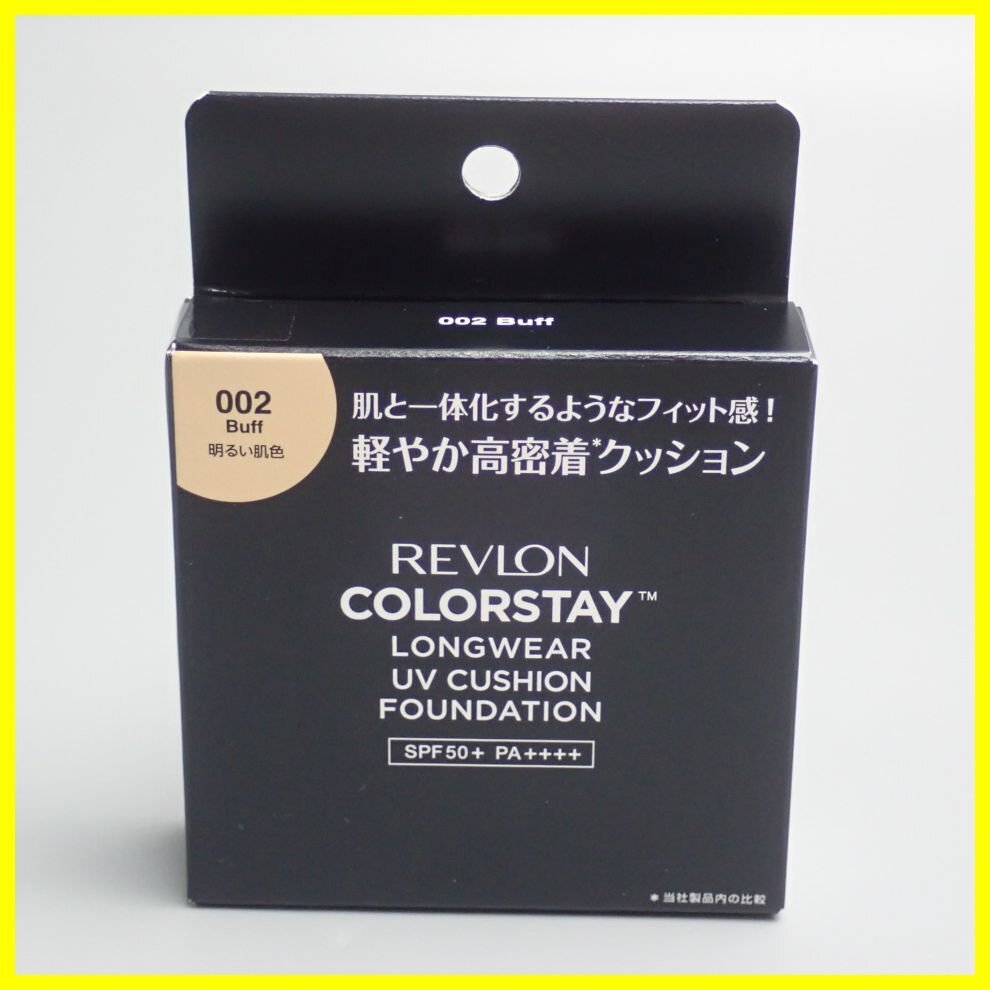 002 Buff
002
Buff
明るい肌色
肌と一体化するようなフィット感!
軽やか高密着*クッション
REVLON
COLORSTAY™
LONGWEAR
UV CUSHION
FOUNDATION
SPF50+ PA++++
*当社製品内の比較